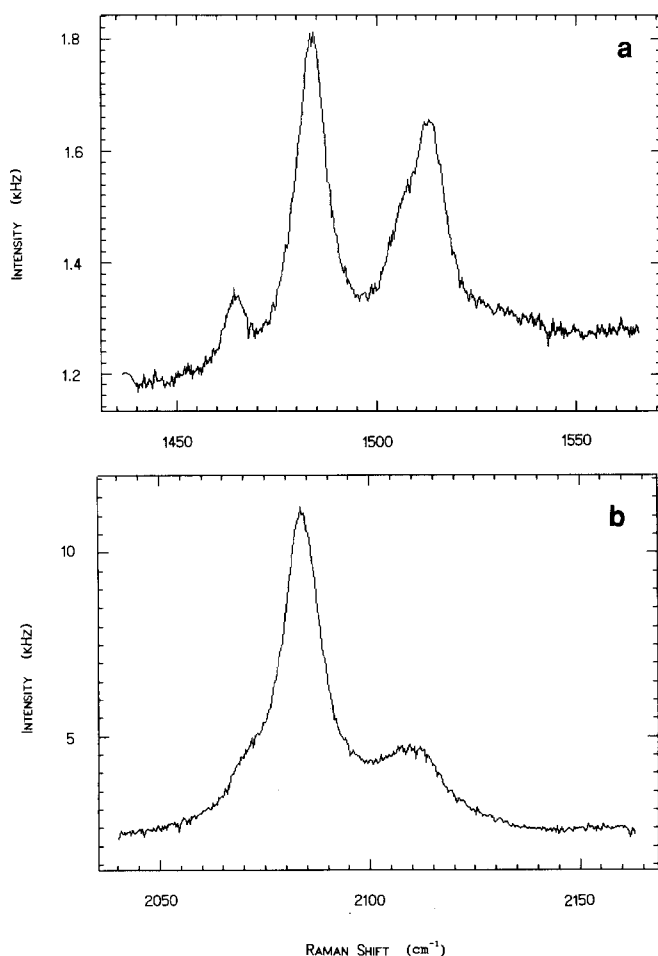 a
1.8
1.6
1.4
1.2
INTENSITY (KHZ)
1450 1500 1550
b
10
5
INTENSITY (KHZ)
2050 2100 2150
RAMAN SHIFT (cm⁻¹)